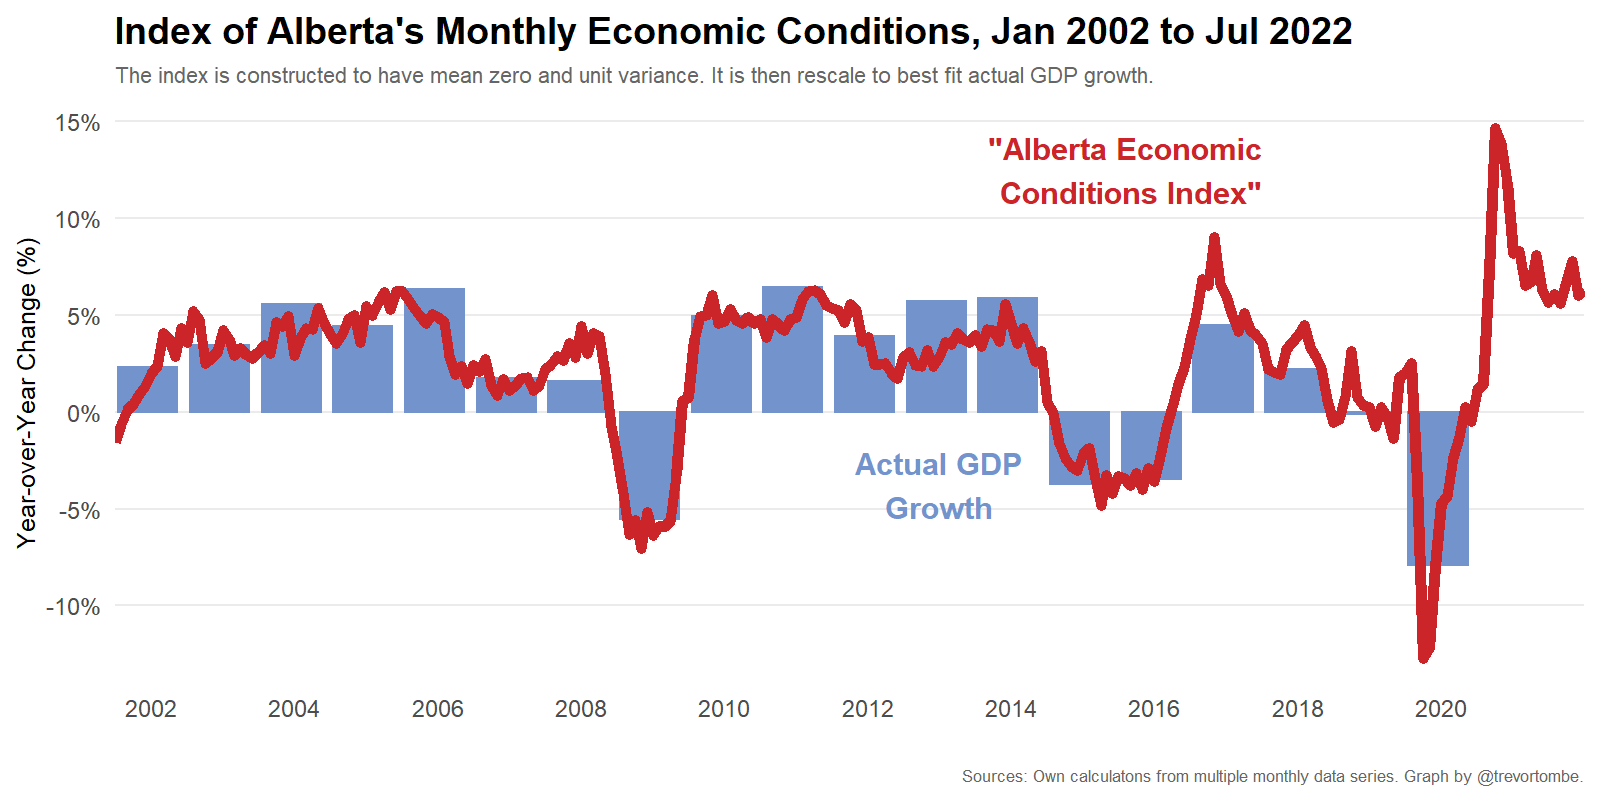 Index of Alberta's Monthly Economic Conditions, Jan 2002 to Jul 2022
The index is constructed to have mean zero and unit variance. It is then rescale to best fit actual GDP growth.
Year-over-Year Change (%)
15%
10%
5%
0%
-5%
-10%
"Alberta Economic
Conditions Index"
Actual GDP
Growth
2002 2004 2006 2008 2010 2012 2014 2016 2018 2020
Sources: Own calculatons from multiple monthly data series. Graph by @trevortombe.